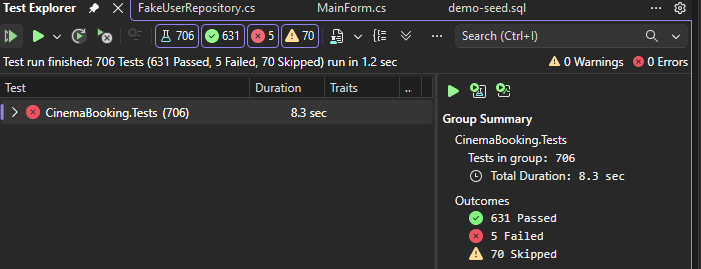 Test Explorer FakeUserRepository.cs MainForm.cs demo-seed.sql
706 631 5 70 Search (Ctrl+I)
Test run finished: 706 Tests (631 Passed, 5 Failed, 70 Skipped) run in 1.2 sec 0 Warnings 0 Errors
Test Duration Traits ...
CinemaBooking.Tests (706) 8.3 sec
Group Summary
CinemaBooking.Tests
Tests in group: 706
Total Duration: 8.3 sec
Outcomes
631 Passed
5 Failed
70 Skipped